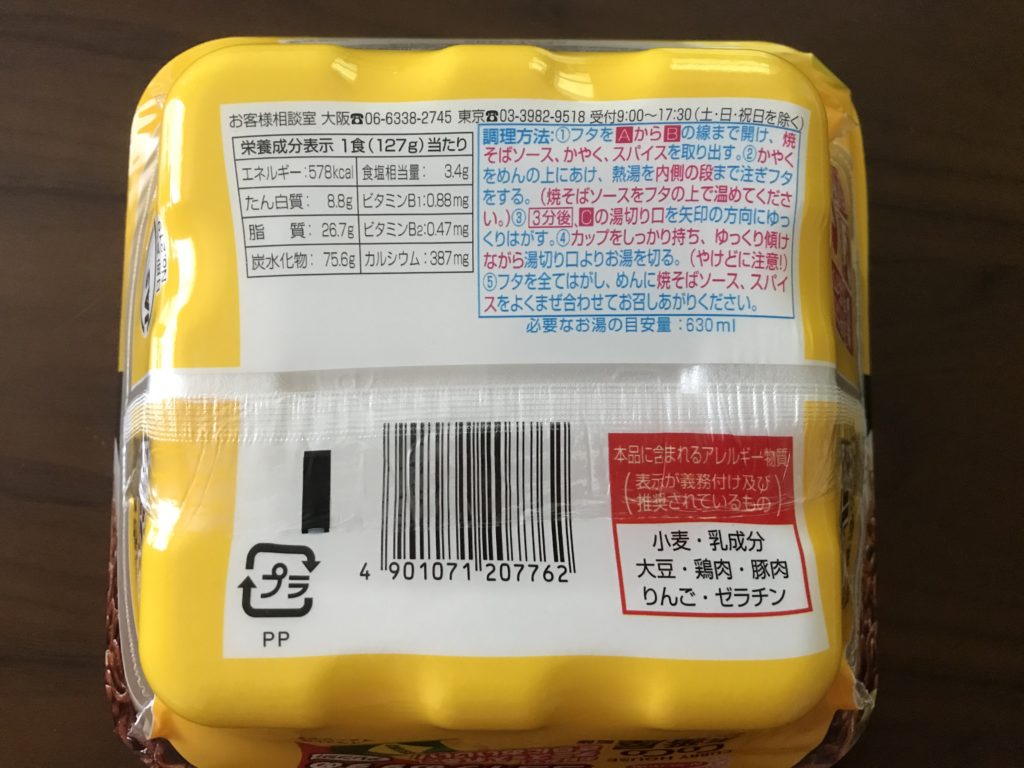 お客様相談室 大阪☎06-6338-2745 東京☎03-3982-9518 受付9:00〜17:30(土・日・祝日を除く)
栄養成分表示 1食(127g)当たり
エネルギー:578kcal 食塩相当量: 3.4g
たん白質: 8.8g ビタミンB1:0.88mg
脂 質: 26.7g ビタミンB2:0.47mg
炭水化物: 75.6g カルシウム:387mg
調理方法:①フタをAからBの線まで開け、焼
そばソース、かやく、スパイスを取り出す。②かやく
をめんの上にあけ、熱湯を内側の段まで注ぎフタ
をする。(焼そばソースをフタの上で温めてくださ
い。)③3分後、Cの湯切り口を矢印の方向にゆっ
くりはがす。④カップをしっかり持ち、ゆっくり傾け
ながら湯切り口よりお湯を切る。(やけどに注意!)
⑤フタを全てはがし、めんに焼そばソース、スパイ
スをよくまぜ合わせてお召しあがりください。
必要なお湯の目安量:630ml
本品に含まれるアレルギー物質
(表示が義務付け及び
推奨されているもの)
小麦・乳成分
大豆・鶏肉・豚肉
りんご・ゼラチン
プラ
PP
4 901071 207762
CURRY HOUSE
CoCo